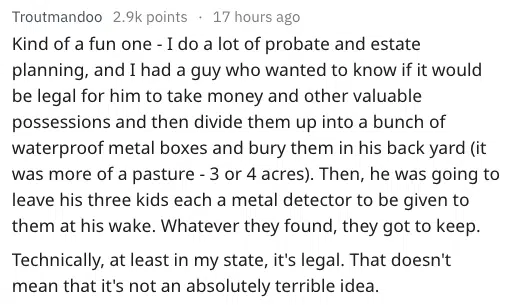 Troutmandoo 2.9k points · 17 hours ago
Kind of a fun one - I do a lot of probate and estate
planning, and I had a guy who wanted to know if it would
be legal for him to take money and other valuable
possessions and then divide them up into a bunch of
waterproof metal boxes and bury them in his back yard (it
was more of a pasture - 3 or 4 acres). Then, he was going to
leave his three kids each a metal detector to be given to
them at his wake. Whatever they found, they got to keep.
Technically, at least in my state, it's legal. That doesn't
mean that it's not an absolutely terrible idea.